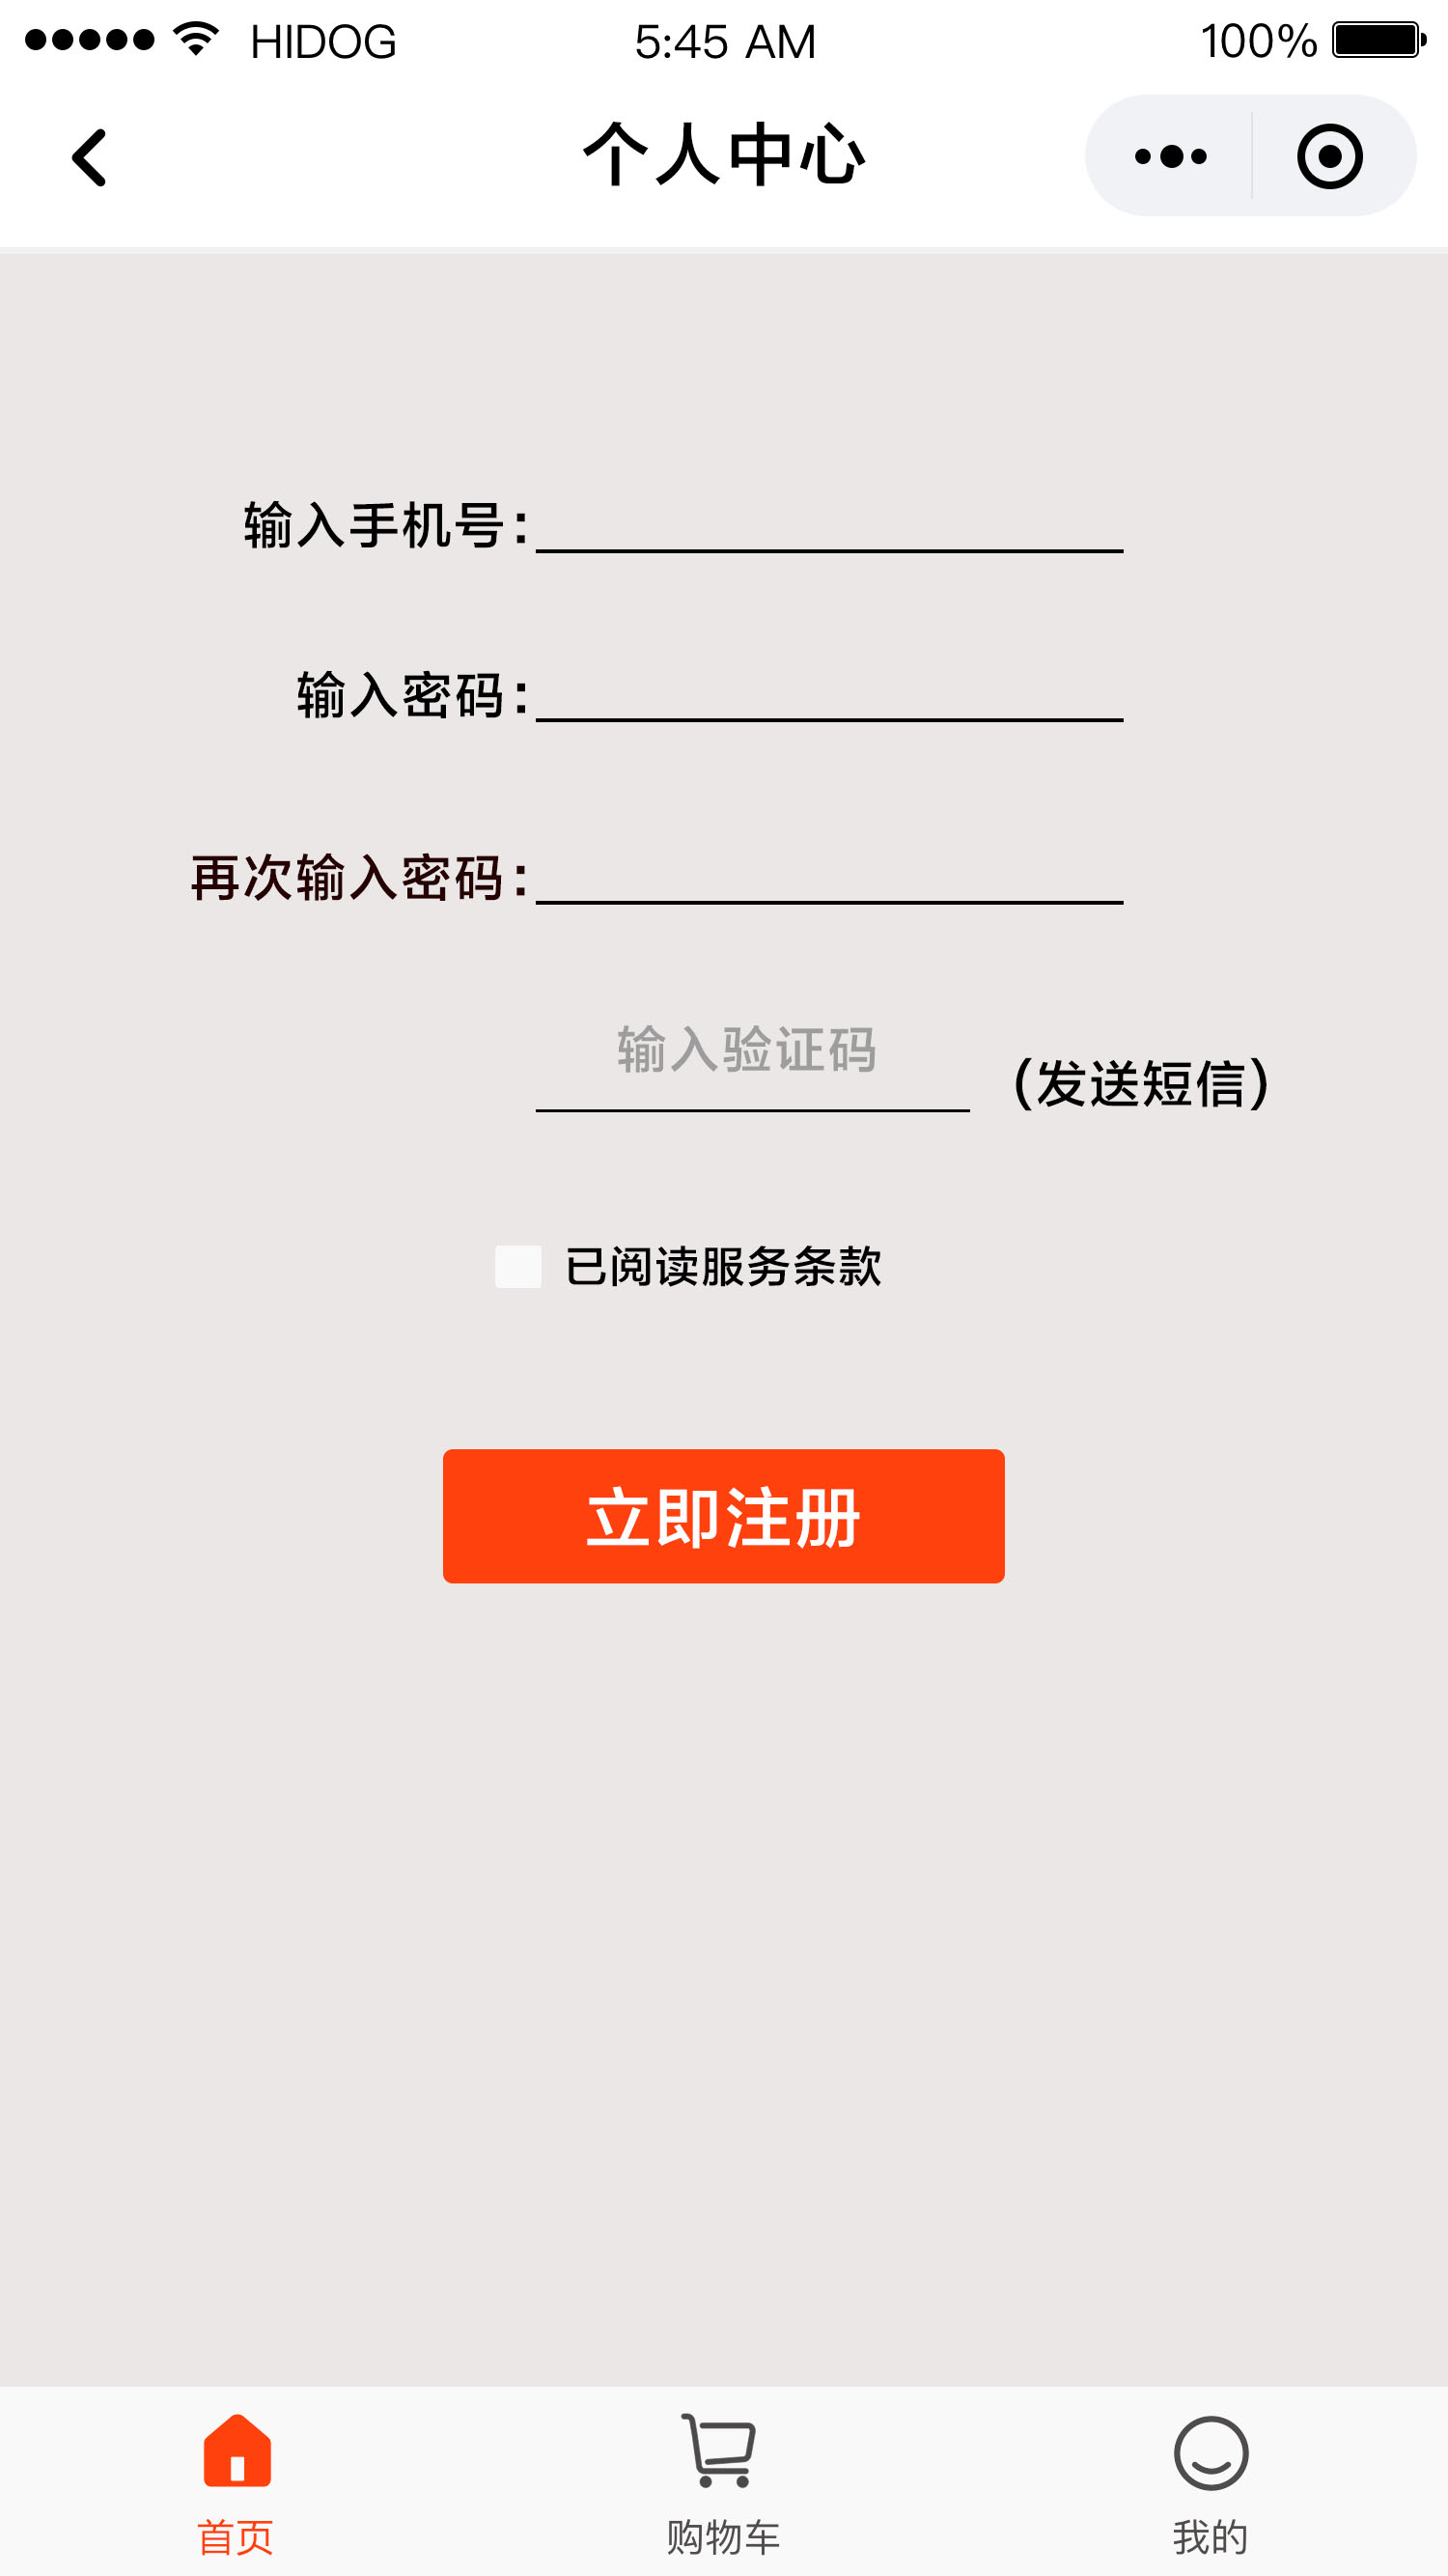 HIDOG 5:45 AM 100%
个人中心
输入手机号：
输入密码：
再次输入密码：
输入验证码
（发送短信）
已阅读服务条款
立即注册
首页 购物车 我的